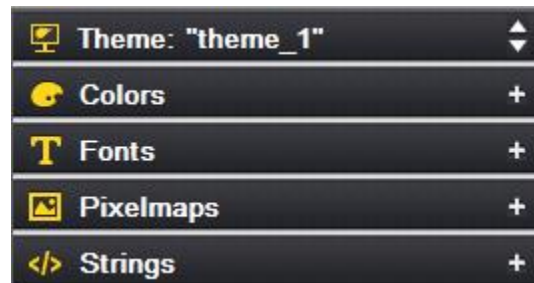 Theme: "theme_1"
Colors +
Fonts +
Pixelmaps +
</> Strings +